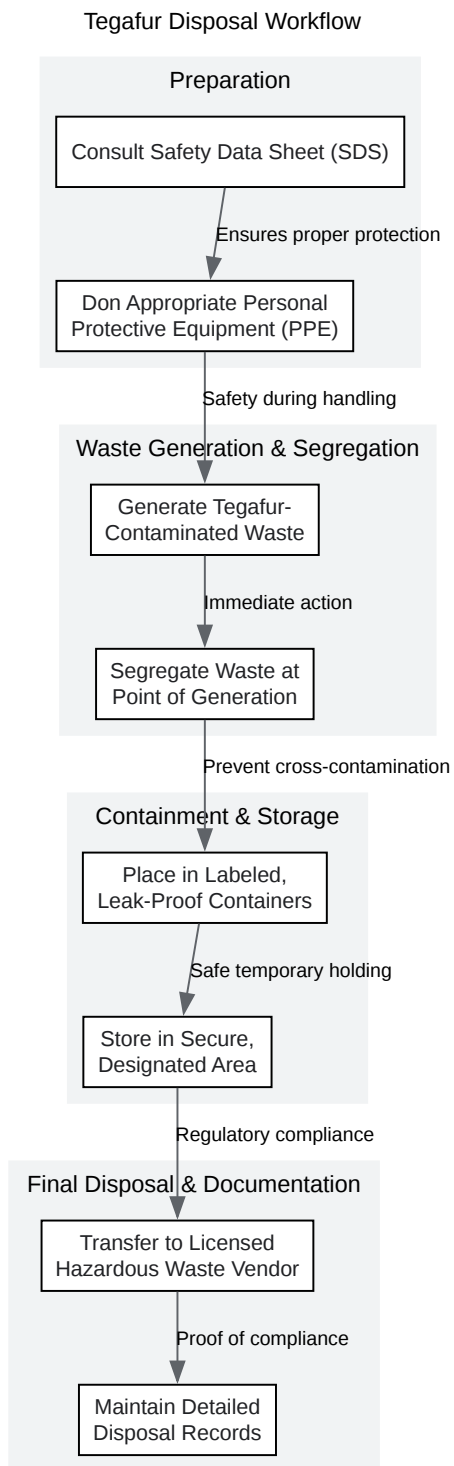 Tegafur Disposal Workflow
Preparation
Consult Safety Data Sheet (SDS)
Ensures proper protection
Don Appropriate Personal
Protective Equipment (PPE)
Safety during handling
Waste Generation & Segregation
Generate Tegafur-
Contaminated Waste
Immediate action
Segregate Waste at
Point of Generation
Prevent cross-contamination
Containment & Storage
Place in Labeled,
Leak-Proof Containers
Safe temporary holding
Store in Secure,
Designated Area
Regulatory compliance
Final Disposal & Documentation
Transfer to Licensed
Hazardous Waste Vendor
Proof of compliance
Maintain Detailed
Disposal Records